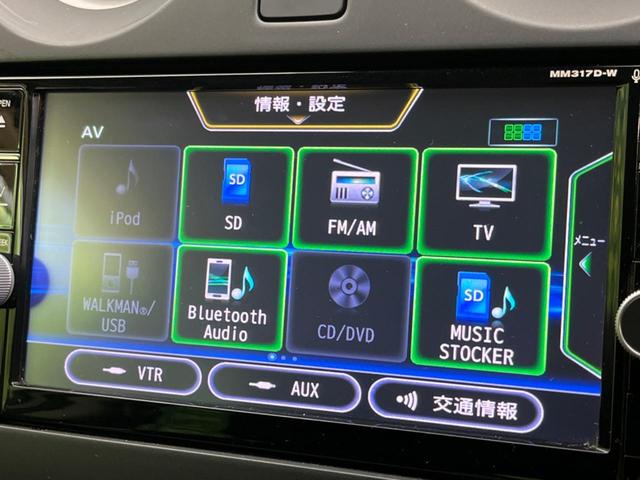 MM317D-W
OPEN
情報・設定
AV
iPod
SD
SD
FM/AM
TV
メニュー
WALKMAN®/
USB
Bluetooth
Audio
CD/DVD
SD
MUSIC
STOCKER
VTR
AUX
交通情報